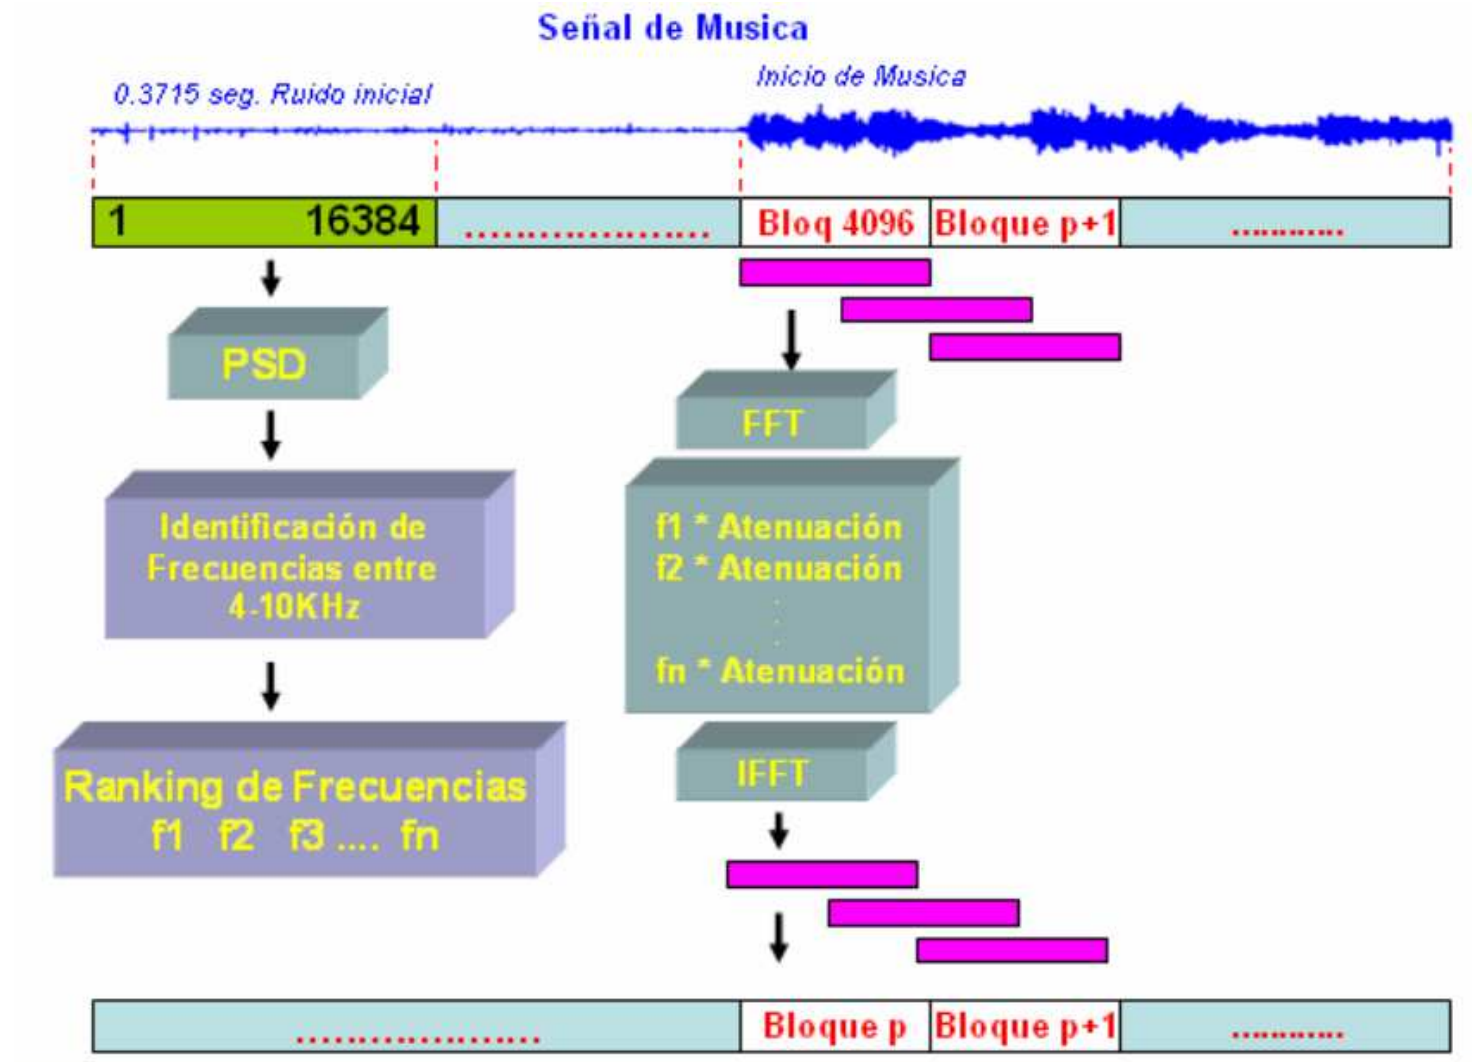 Señal de Musica
0.3715 seg. Ruido inicial
Inicio de Musica
1 16384 .................... Bloq 4096 Bloque p+1 ...........
PSD
Identificación de
Frecuencias entre
4-10KHz
Ranking de Frecuencias
f1 f2 f3 .... fn
FFT
f1 * Atenuación
f2 * Atenuación
.
.
.
fn * Atenuación
IFFT
.................... Bloque p Bloque p+1 ...........